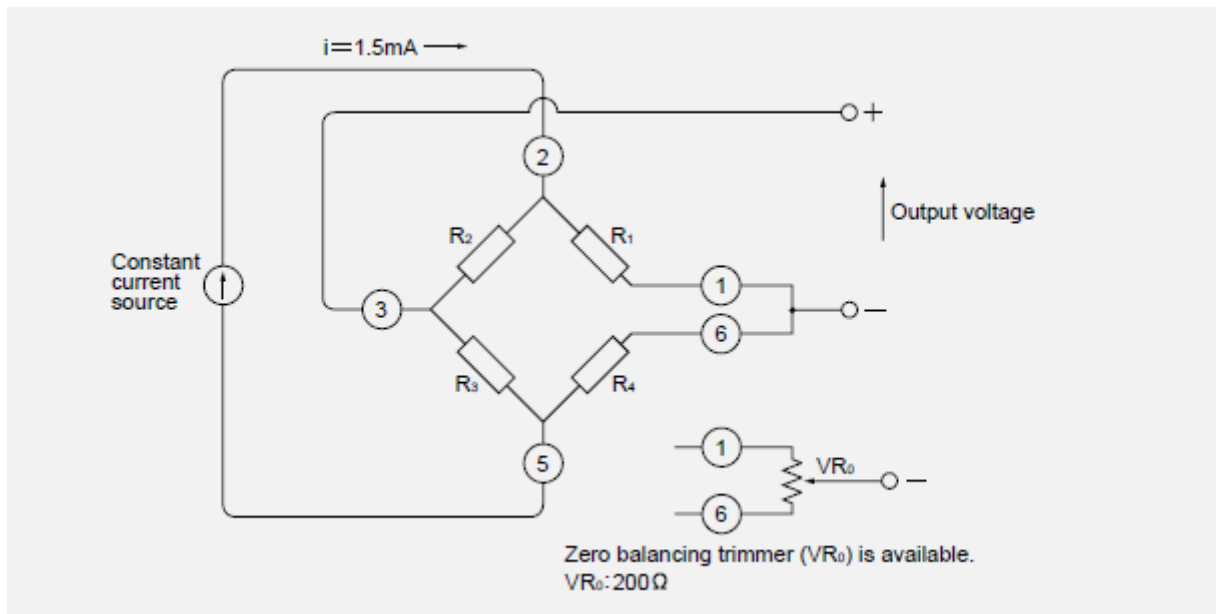 i=1.5mA
+
2
Output voltage
R₂
R₁
Constant
current
source
1
3
−
6
R₃
R₄
1
5
VR₀
−
6
Zero balancing trimmer (VR₀) is available.
VR₀:200Ω